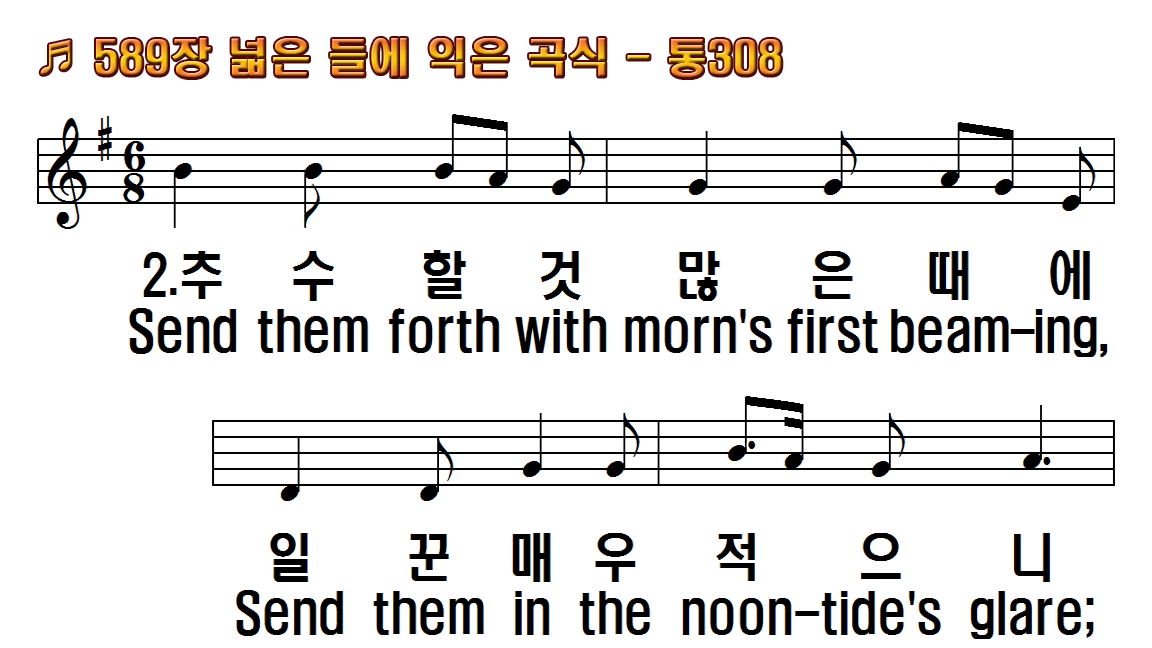 ♬ 589장 넓은 들에 익은 곡식 - 통308
6
8
2.추 수 할 것 많 은 때 에
Send them forth with morn's first beam-ing,
일 꾼 매 우 적 으 니
Send them in the noon-tide's glare;